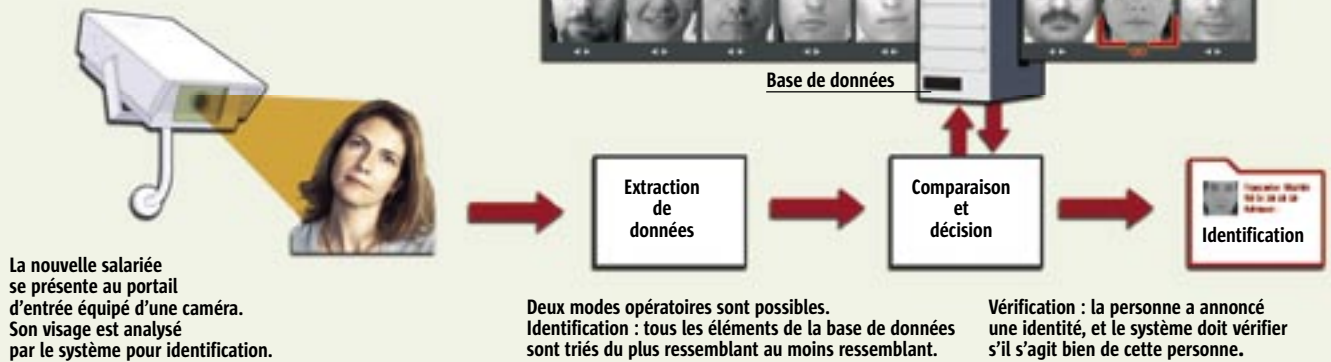 Base de données
Extraction
de
données
Comparaison
et
décision
Identification
La nouvelle salariée
se présente au portail
d'entrée équipé d'une caméra.
Son visage est analysé
par le système pour identification.
Deux modes opératoires sont possibles.
Identification : tous les éléments de la base de données
sont triés du plus ressemblant au moins ressemblant.
Vérification : la personne a annoncé
une identité, et le système doit vérifier
s'il s'agit bien de cette personne.